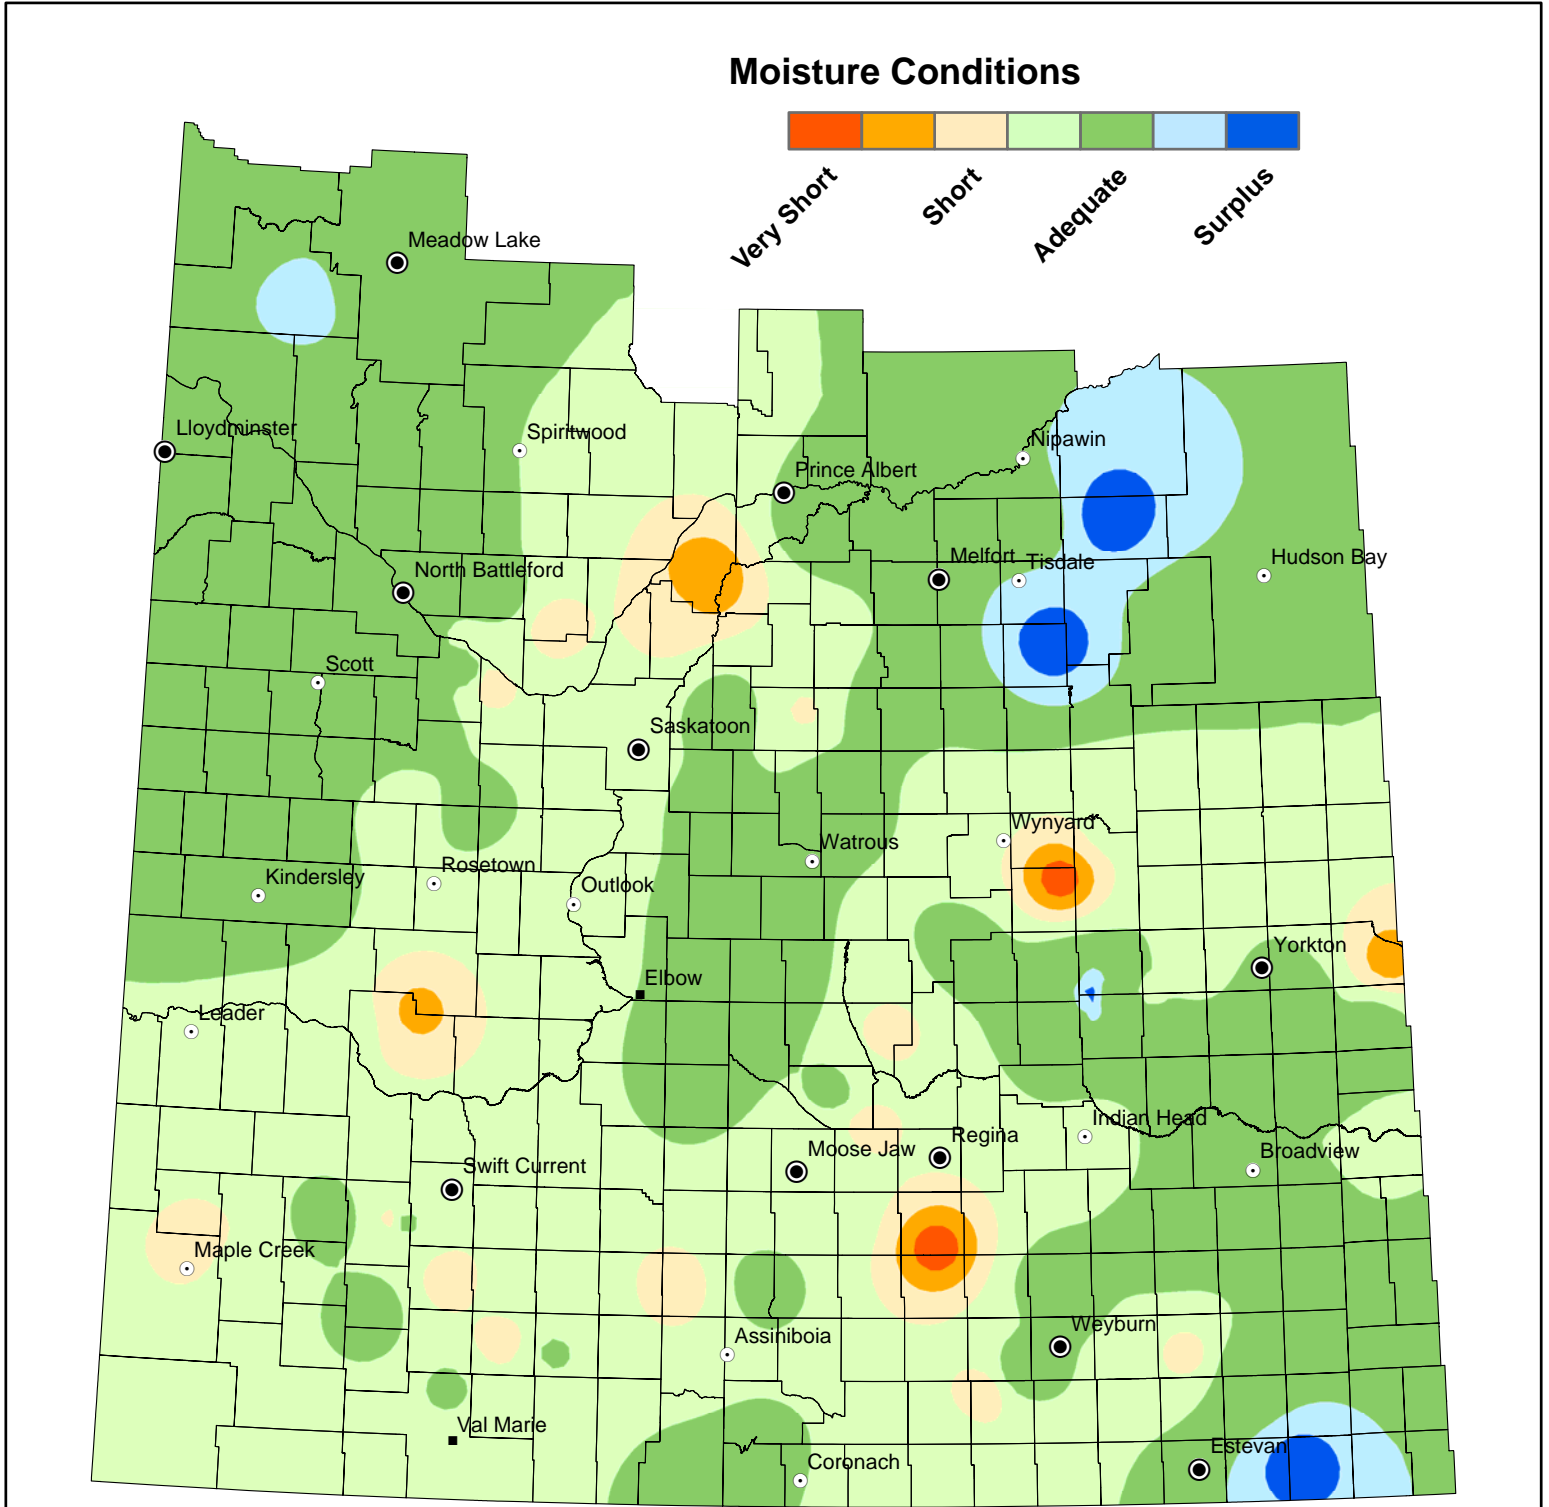 Moisture Conditions
Very Short
Short
Adequate
Surplus
Meadow Lake
Lloydminster
Spiritwood
Nipawin
Prince Albert
Hudson Bay
Melfort
Tisdale
North Battleford
Scott
Saskatoon
Wynyard
Watrous
Rosetown
Kindersley
Outlook
Yorkton
Elbow
Leader
Indian Head
Regina
Moose Jaw
Broadview
Swift Current
Maple Creek
Weyburn
Assiniboia
Val Marie
Estevan
Coronach